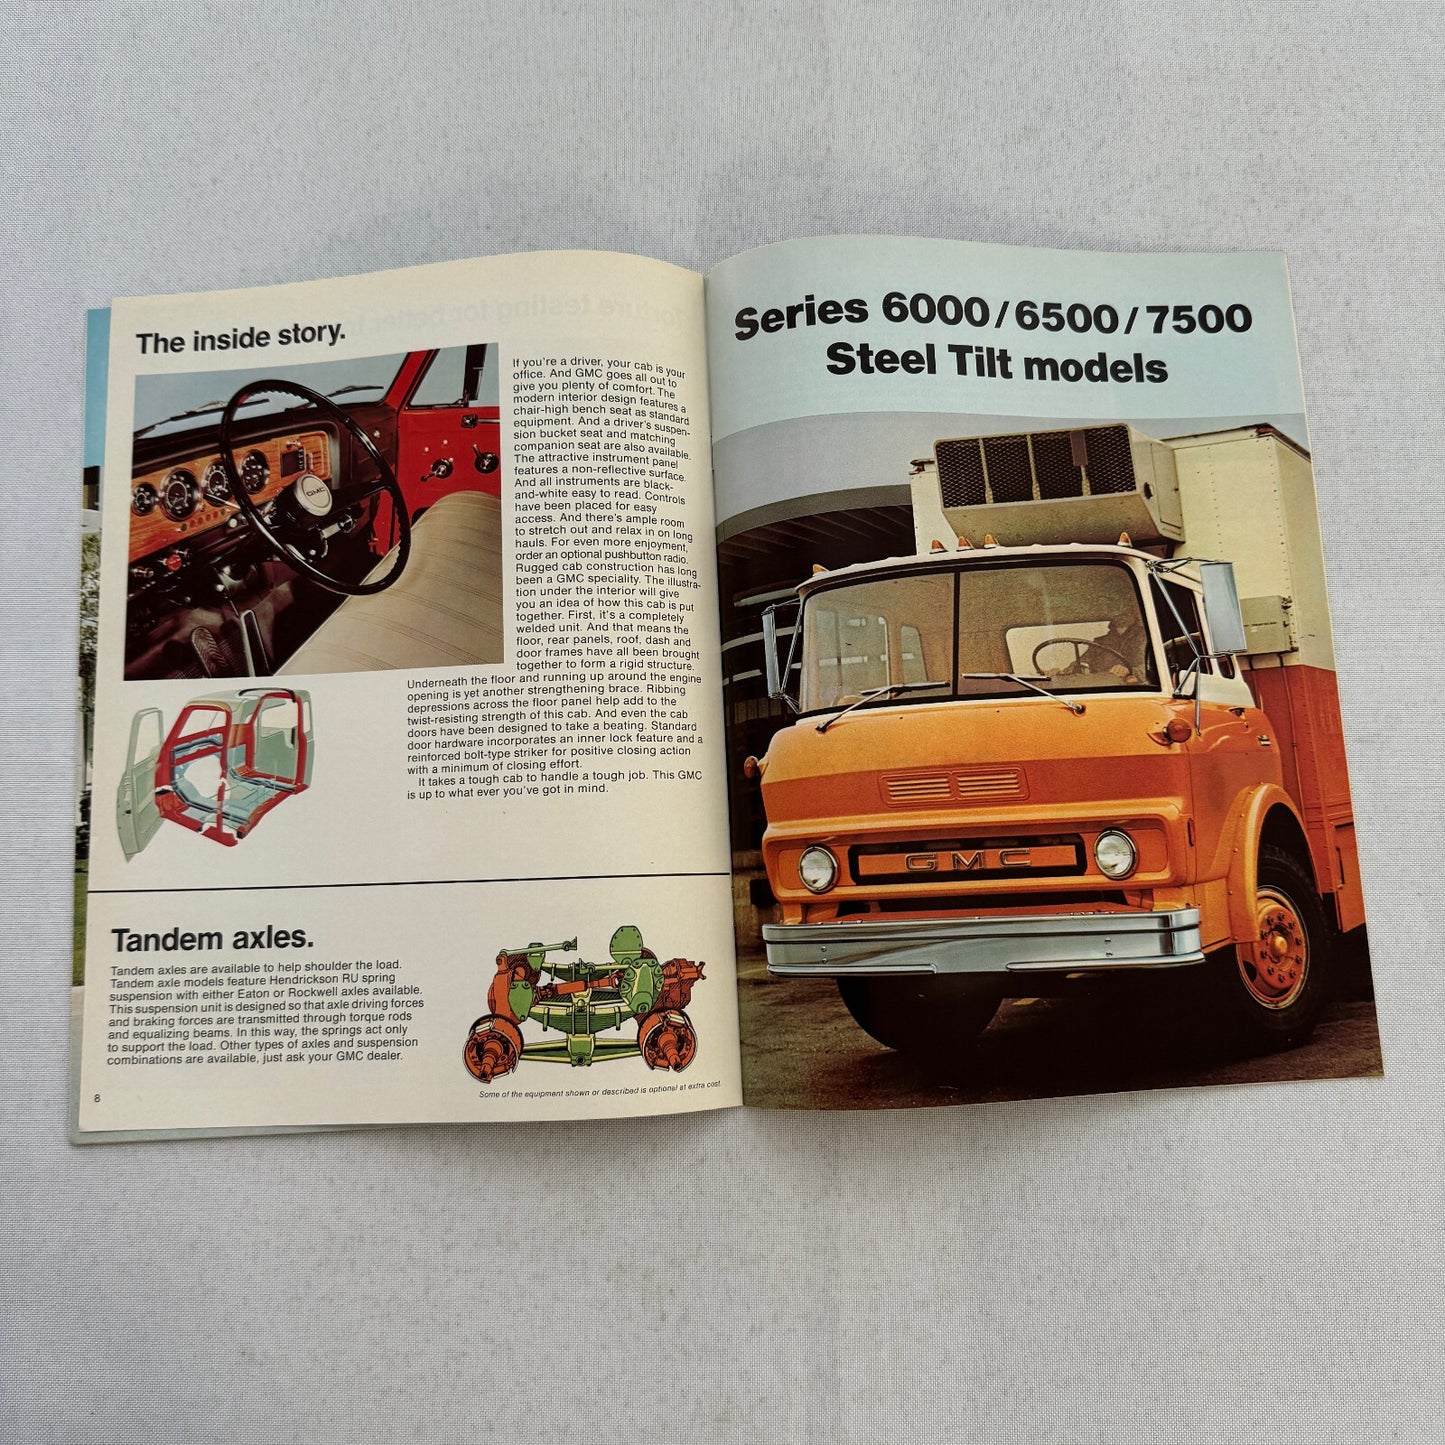 The inside story.
If you're a driver, your cab is your
office. And GMC goes all out to
give you plenty of comfort. The
modern interior design features a
chair-high bench seat as standard
equipment. And a driver's suspen-
sion bucket seat and matching
companion seat are also available.
The attractive instrument panel
features a non-reflective surface.
And all instruments are black-
and-white easy to read. Controls
have been placed for easy
access. And there's ample room
to stretch out and relax in on long
hauls. For even more enjoyment,
order an optional pushbutton radio.
Rugged cab construction has long
been a GMC speciality. The illustra-
tion under the interior will give
you an idea of how this cab is put
together. First, it's a completely
welded unit. And that means the
floor, rear panels, roof, dash and
door frames have all been brought
together to form a rigid structure.
Underneath the floor and running up around the engine
opening is yet another strengthening brace. Ribbing
depressions across the floor panel help add to the
twist-resisting strength of this cab. And even the cab
doors have been designed to take a beating. Standard
door hardware incorporates an inner lock feature and a
reinforced bolt-type striker for positive closing action
with a minimum of closing effort.
It takes a tough cab to handle a tough job. This GMC
is up to what ever you've got in mind.
GMC
Tandem axles.
Tandem axles are available to help shoulder the load.
Tandem axle models feature Hendrickson RU spring
suspension with either Eaton or Rockwell axles available.
This suspension unit is designed so that axle driving forces
and braking forces are transmitted through torque rods
and equalizing beams. In this way, the springs act only
to support the load. Other types of axles and suspension
combinations are available, just ask your GMC dealer.
Some of the equipment shown or described is optional at extra cost.
8
Series 6000/6500/7500
Steel Tilt models
GMC